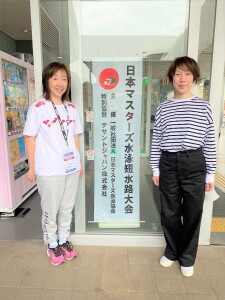 日本マスターズ水泳短水路大会
主 催 一般社団法人 日本マスターズ水泳協会
特別協賛 デサントジャパン株式会社